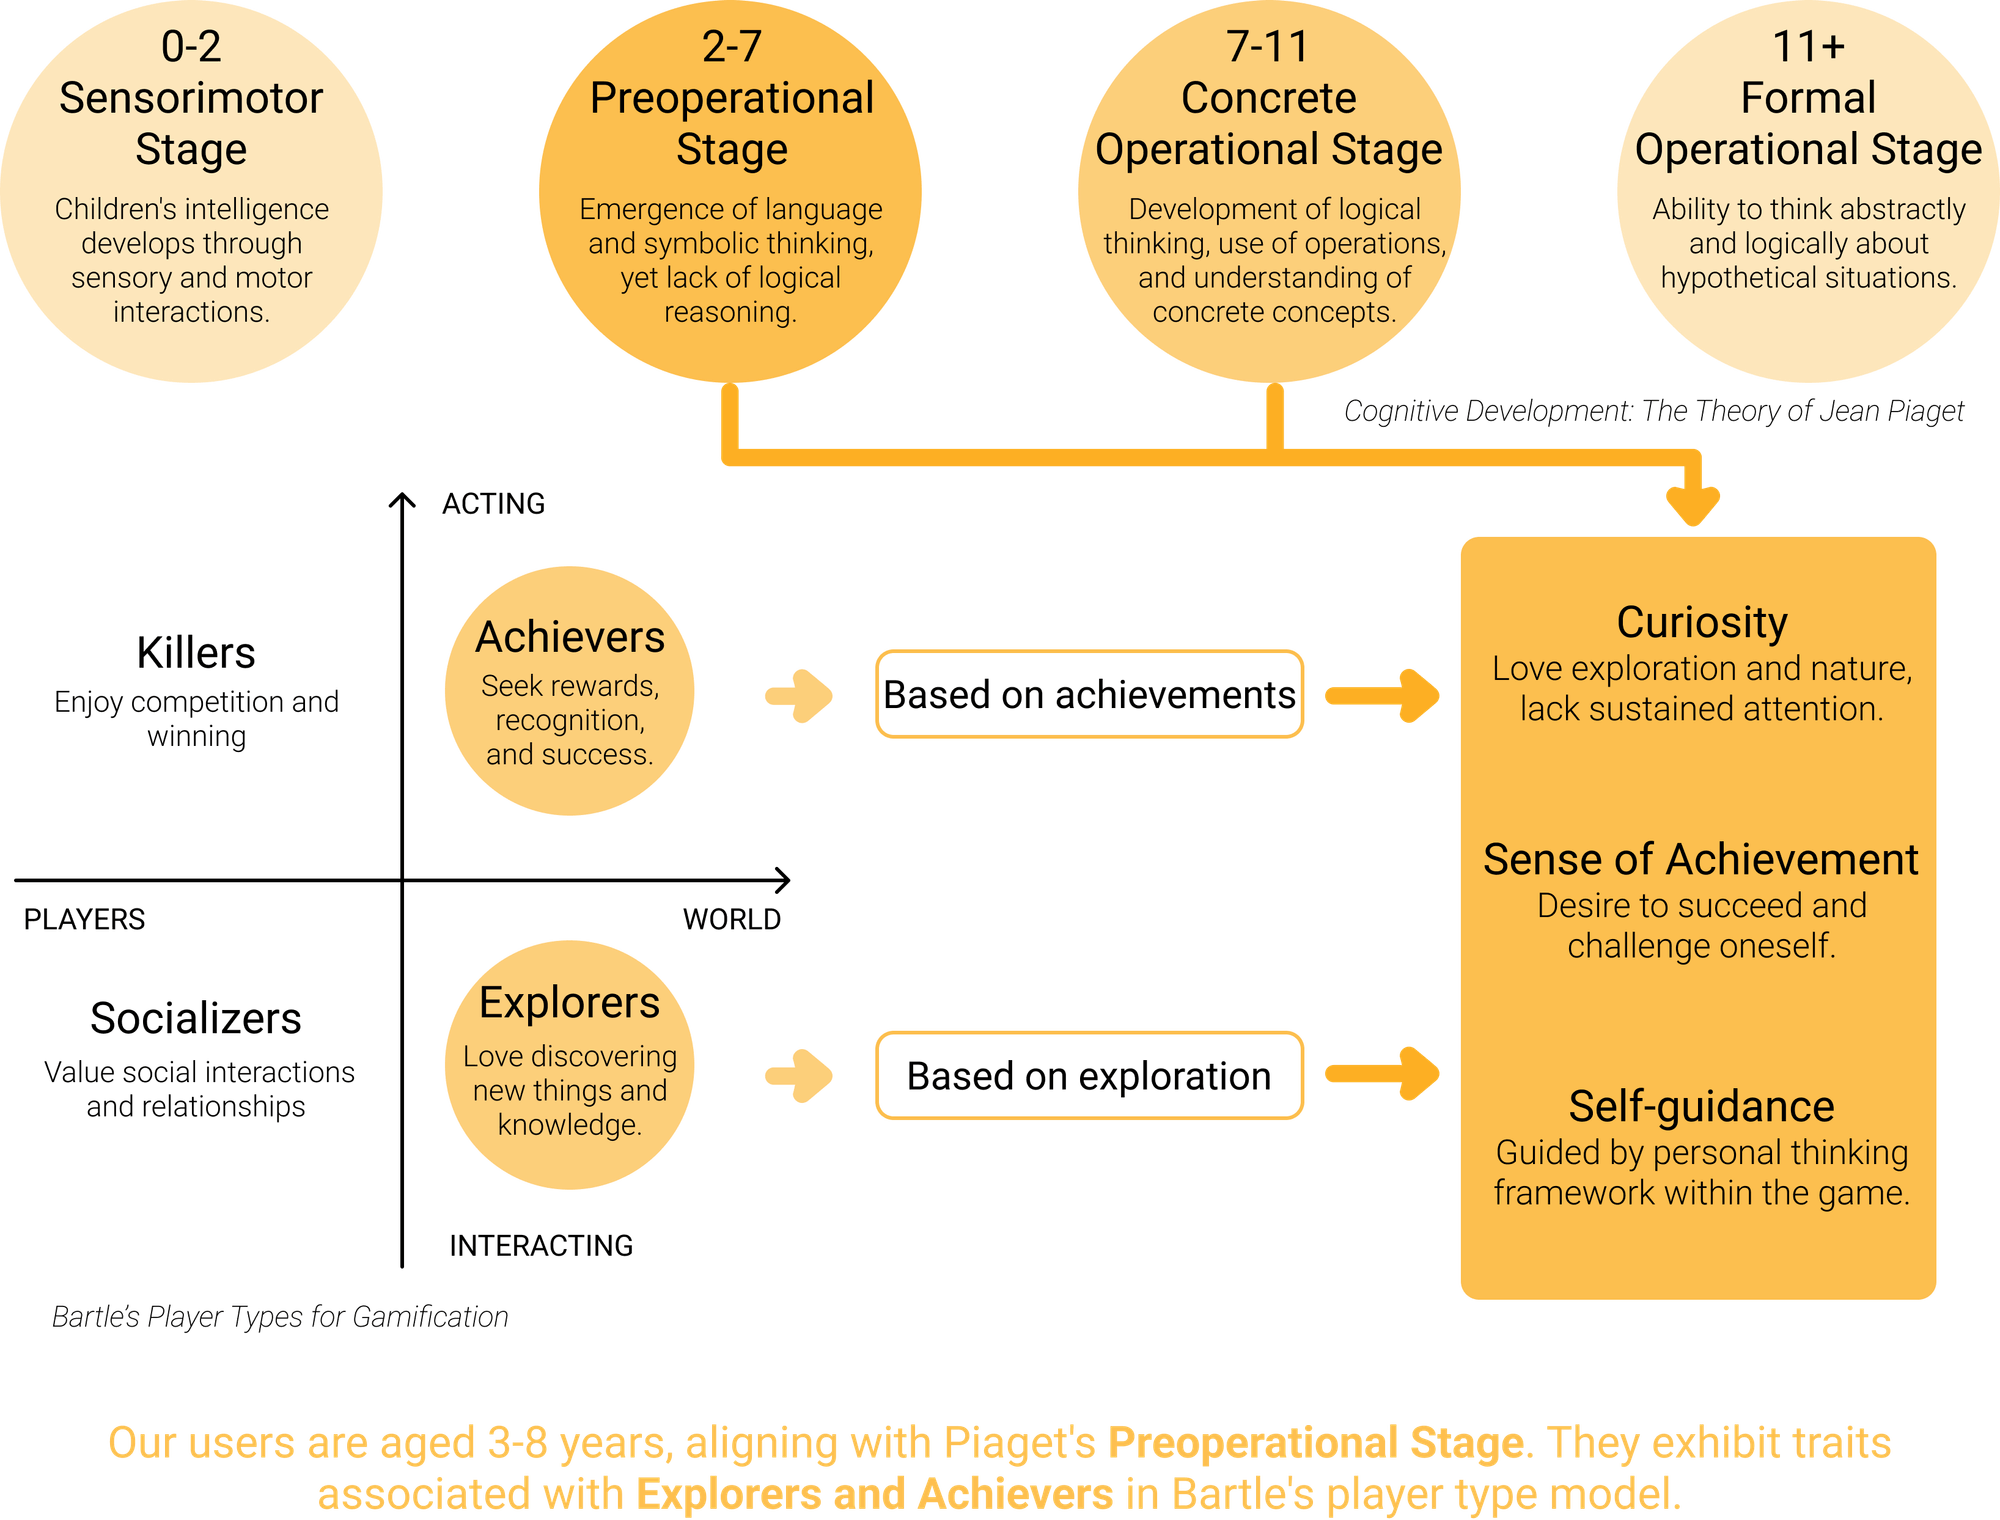 0-2
Sensorimotor
Stage
Children's intelligence
develops through
sensory and motor
interactions.
2-7
Preoperational
Stage
Emergence of language
and symbolic thinking,
yet lack of logical
reasoning.
7-11
Concrete
Operational Stage
Development of logical
thinking, use of operations,
and understanding of
concrete concepts.
11+
Formal
Operational Stage
Ability to think abstractly
and logically about
hypothetical situations.
Cognitive Development: The Theory of Jean Piaget
ACTING
Killers
Enjoy competition and
winning
Achievers
Seek rewards,
recognition,
and success.
Based on achievements
PLAYERS
WORLD
Socializers
Value social interactions
and relationships
Explorers
Love discovering
new things and
knowledge.
Based on exploration
INTERACTING
Curiosity
Love exploration and nature,
lack sustained attention.
Sense of Achievement
Desire to succeed and
challenge oneself.
Self-guidance
Guided by personal thinking
framework within the game.
Bartle’s Player Types for Gamification
Our users are aged 3-8 years, aligning with Piaget's Preoperational Stage. They exhibit traits
associated with Explorers and Achievers in Bartle's player type model.